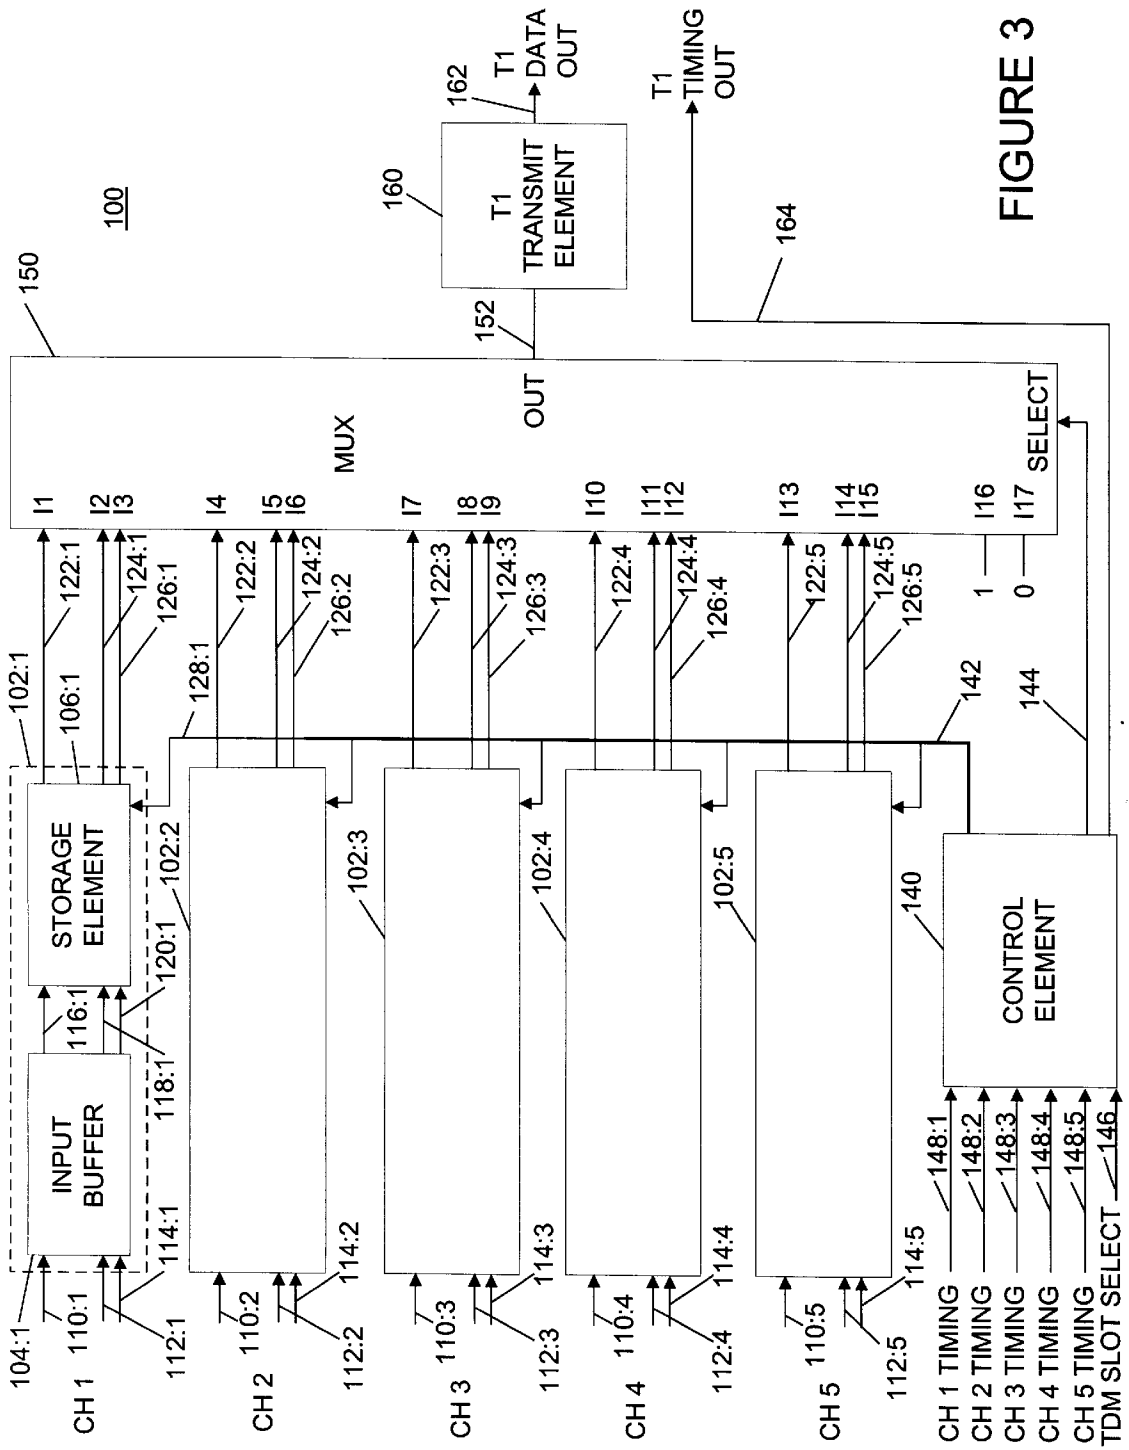 FIGURE 3
100
CH 1
104:1
110:1
112:1
114:1
INPUT
BUFFER
116:1
118:1
120:1
STORAGE
ELEMENT
102:1
106:1
122:1
124:1
126:1
128:1
CH 2
110:2
112:2
114:2
102:2
122:2
124:2
126:2
CH 3
110:3
112:3
114:3
102:3
122:3
124:3
126:3
CH 4
110:4
112:4
114:4
102:4
122:4
124:4
126:4
CH 5
110:5
112:5
114:5
102:5
122:5
124:5
126:5
I1
I2
I3
I4
I5
I6
I7
I8
I9
I10
I11
I12
I13
I14
I15
1
I16
0
I17
MUX
OUT
SELECT
150
152
160
T1
TRANSMIT
ELEMENT
162
T1
DATA
OUT
T1
TIMING
OUT
164
CH 1 TIMING
148:1
CH 2 TIMING
148:2
CH 3 TIMING
148:3
CH 4 TIMING
148:4
CH 5 TIMING
148:5
TDM SLOT SELECT
146
140
CONTROL
ELEMENT
142
144